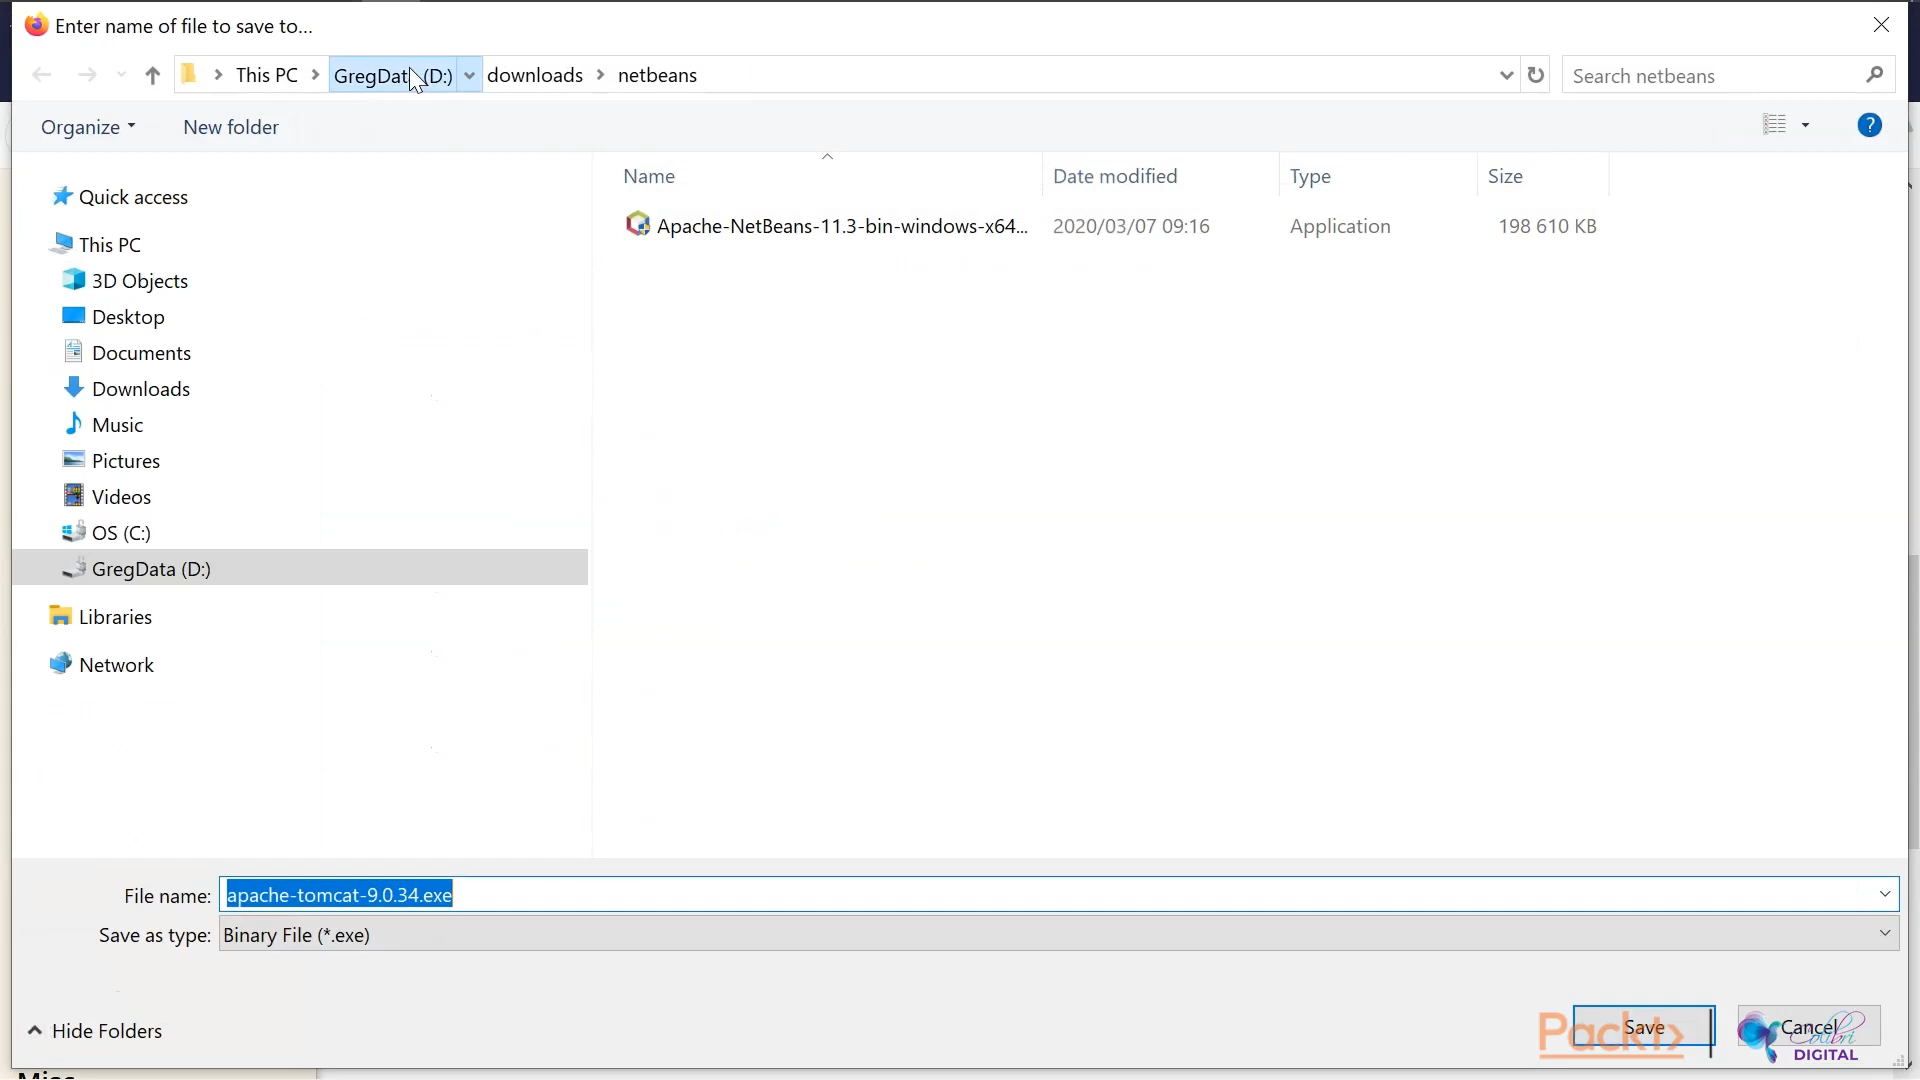 Enter name of file to save to...
This PC
GregData (D:)
downloads
netbeans
Search netbeans
Organize
New folder
?
Name
Date modified
Type
Size
Apache-NetBeans-11.3-bin-windows-x64...
2020/03/07 09:16
Application
198 610 KB
Quick access
This PC
3D Objects
Desktop
Documents
Downloads
Music
Pictures
Videos
OS (C:)
GregData (D:)
Libraries
Network
File name: apache-tomcat-9.0.34.exe
Save as type: Binary File (*.exe)
Hide Folders
Save
Cancel
Packt>
Colibri
DIGITAL